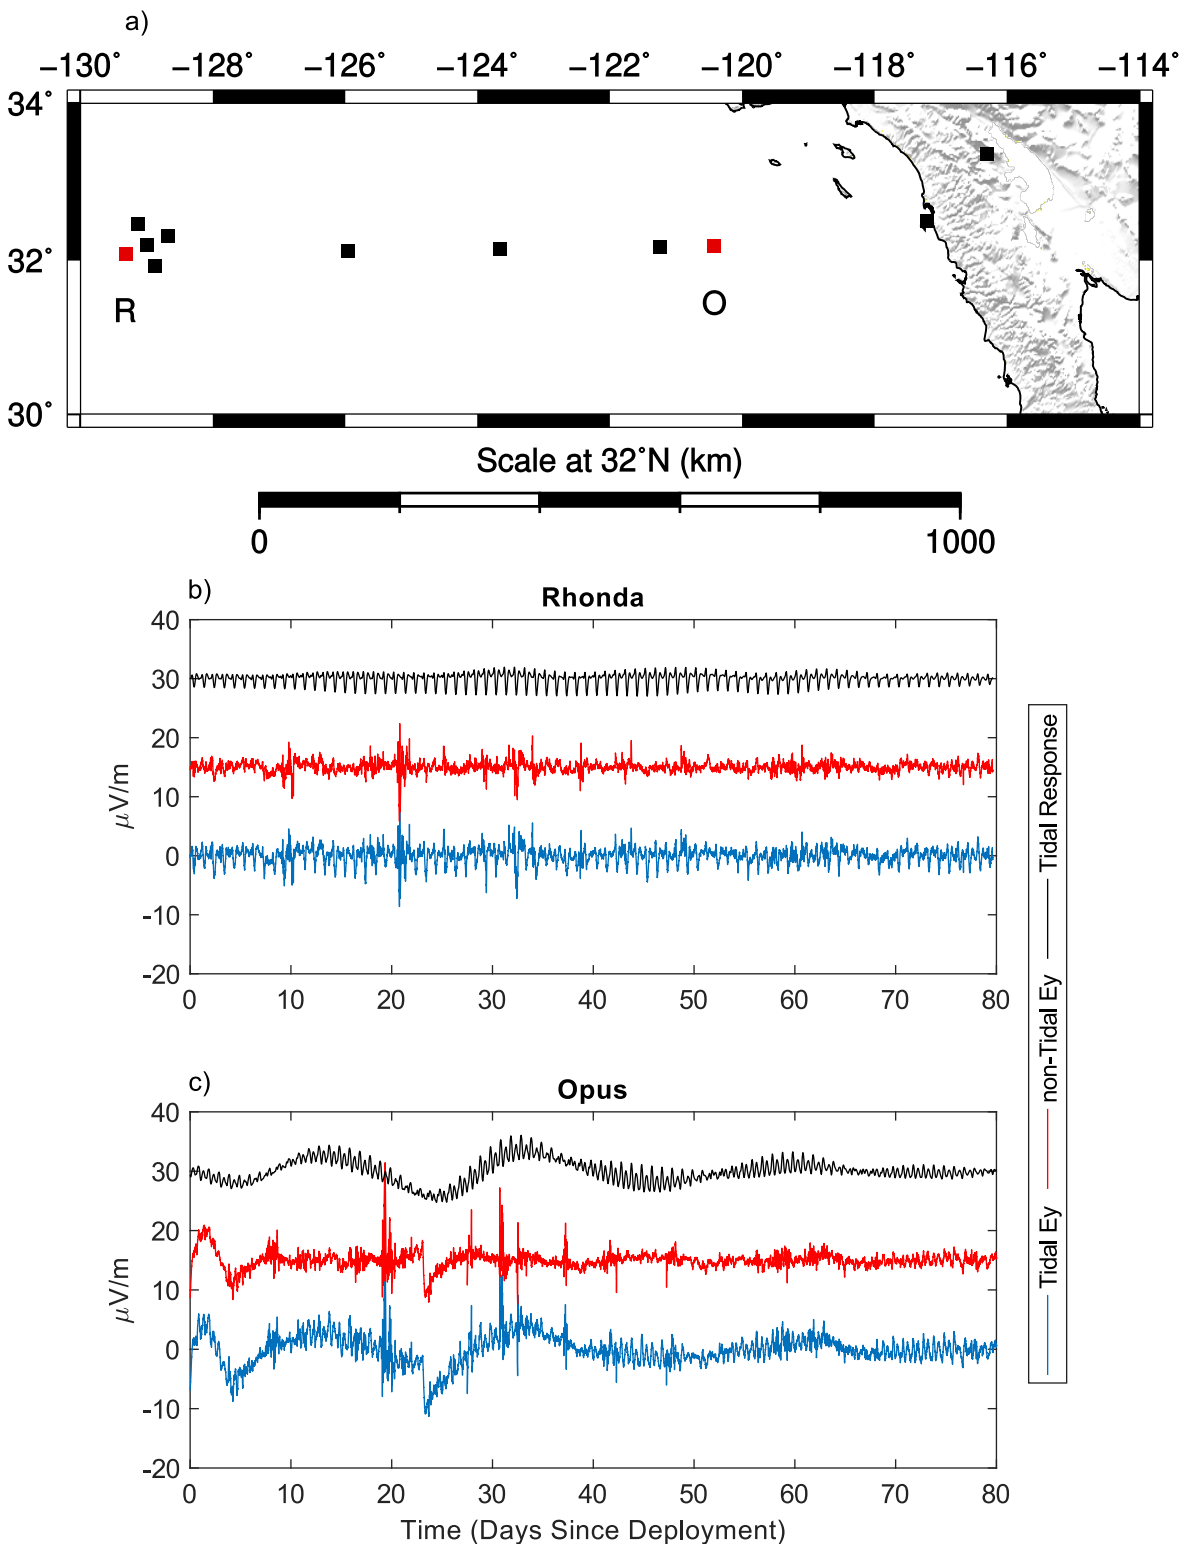 a)
−130° −128° −126° −124° −122° −120° −118° −116° −114°
34°
32°
30°
R
O
Scale at 32°N (km)
0 1000
b)
Rhonda
40
30
20
10
0
-10
-20
μV/m
0 10 20 30 40 50 60 70 80
c)
Opus
40
30
20
10
0
-10
-20
μV/m
0 10 20 30 40 50 60 70 80
Time (Days Since Deployment)
Tidal Ey non-Tidal Ey Tidal Response